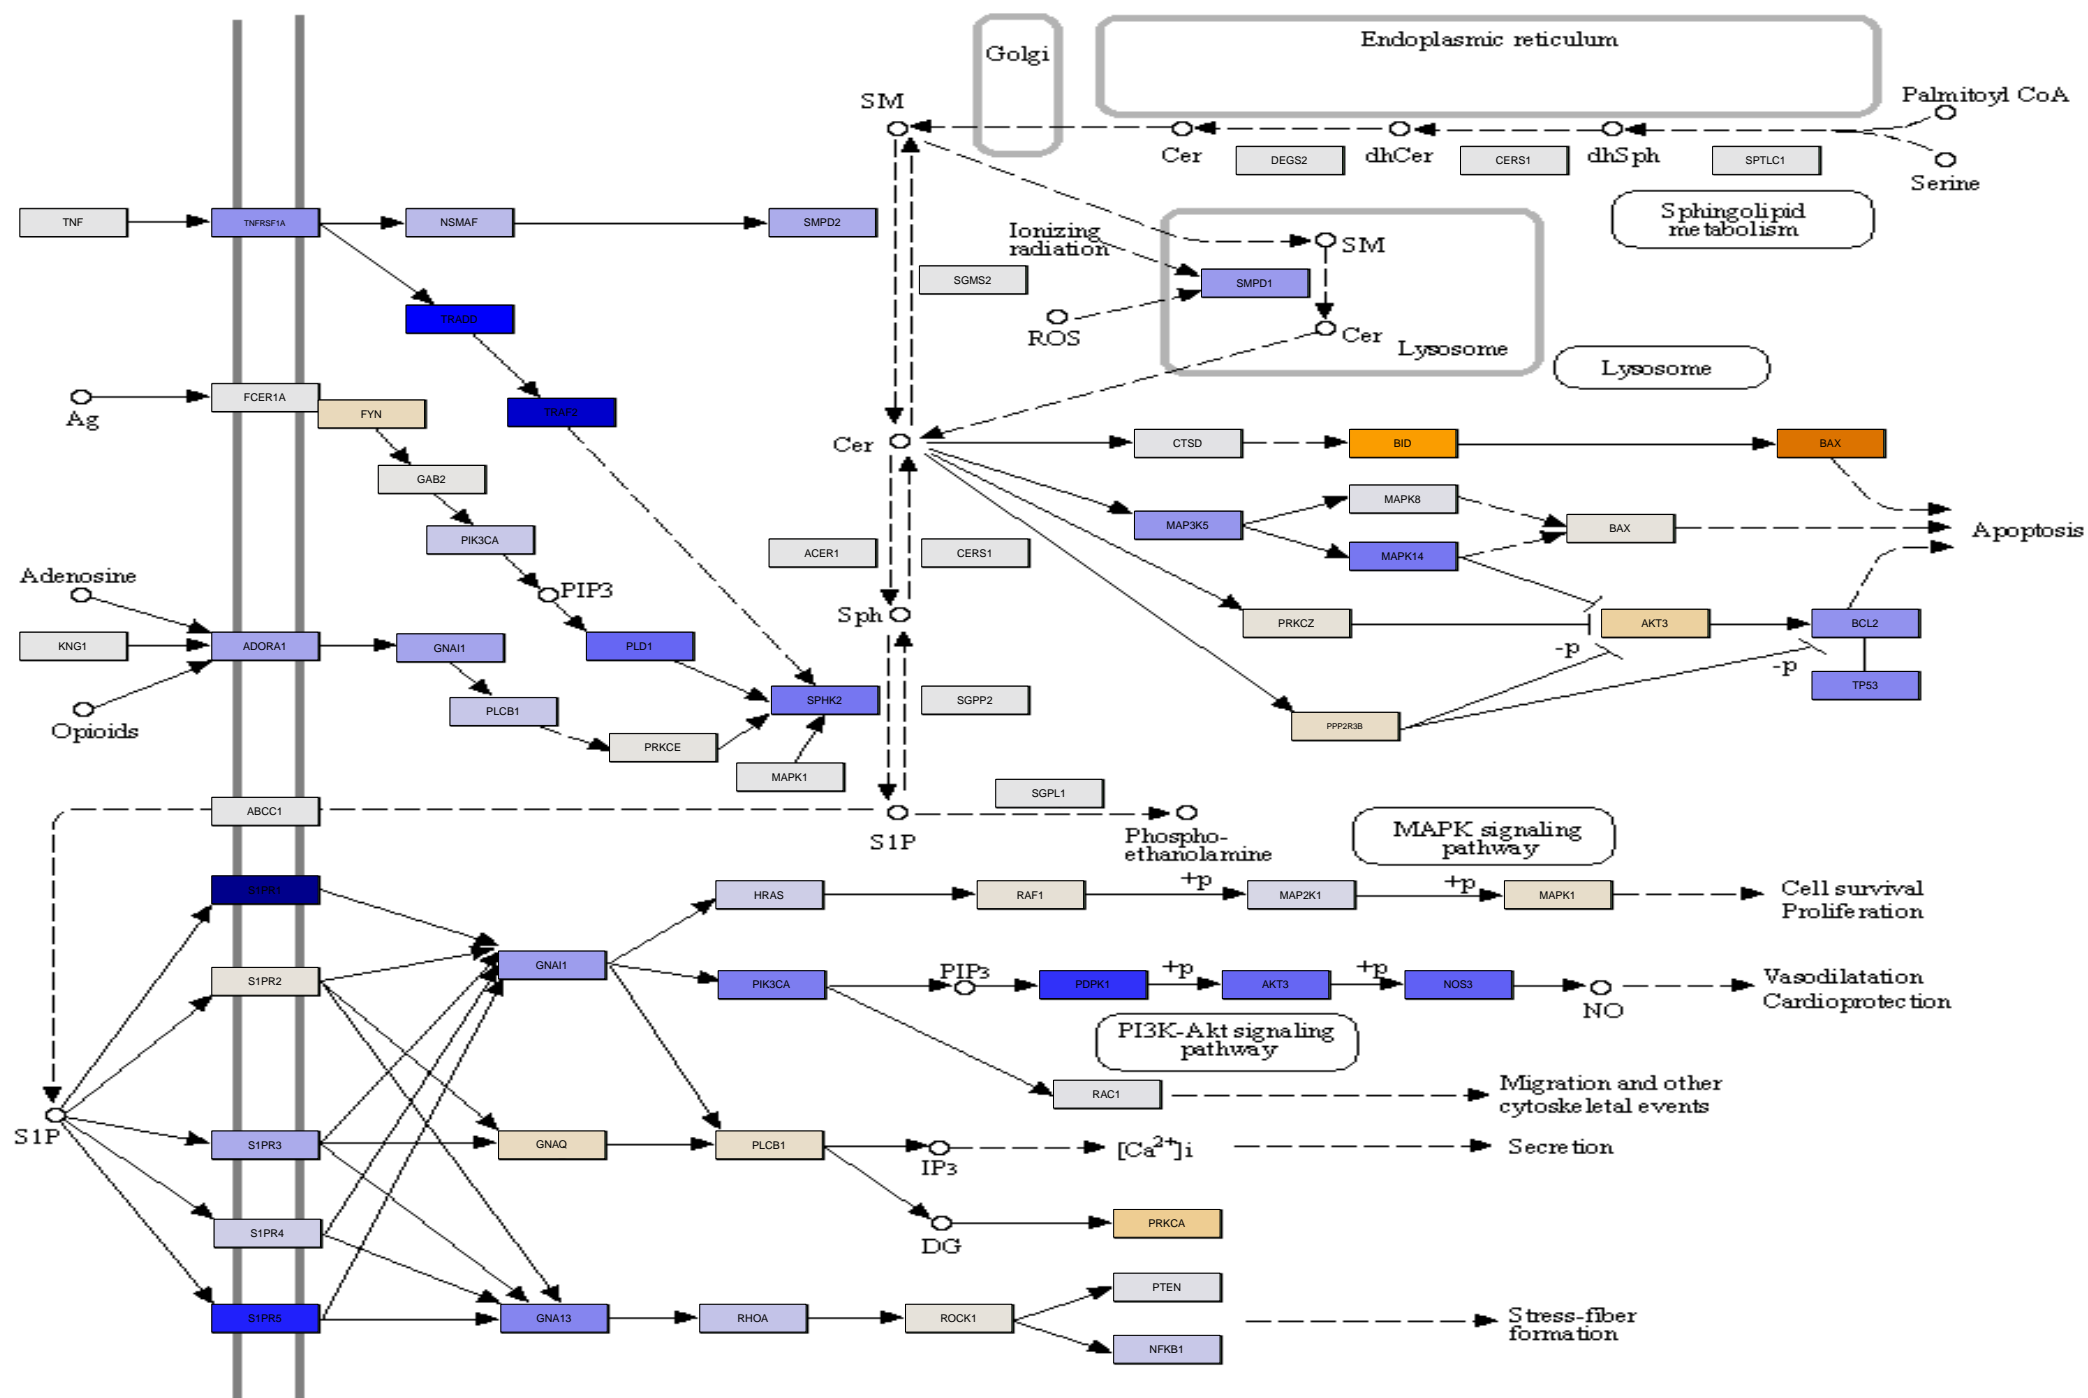 Golgi
Endoplasmic reticulum
SM
Palmitoyl CoA
Cer
DEGS2
dhCer
CERS1
dhSph
SPTLC1
Serine
TNF
TNFRSF1A
NSMAF
SMPD2
Sphingolipid
metabolism
Ionizing
radiation
SM
SGMS2
SMPD1
TRADD
ROS
Cer
Lysosome
Lysosome
FCER1A
Ag
FYN
TRAF2
Cer
CTSD
BID
BAX
GAB2
MAPK8
PIK3CA
MAP3K5
BAX
Apoptosis
ACER1
CERS1
MAPK14
Adenosine
PIP3
Sph
PRKCZ
AKT3
BCL2
KNG1
ADORA1
GNAI1
PLD1
-p
-p
TP53
SPHK2
SGPP2
PLCB1
Opioids
PPP2R3B
PRKCE
MAPK1
SGPL1
ABCC1
S1P
Phospho-
ethanolamine
MAPK signaling
pathway
S1PR1
HRAS
RAF1
+p
MAP2K1
+p
MAPK1
Cell survival
Proliferation
GNAI1
S1PR2
PIK3CA
PIP3
PDPK1
+p
AKT3
+p
NOS3
NO
Vasodilatation
Cardioprotection
PI3K-Akt signaling
pathway
RAC1
Migration and other
cytoskeletal events
S1P
S1PR3
GNAQ
PLCB1
IP3
[Ca2+]i
Secretion
S1PR4
DG
PRKCA
PTEN
S1PR5
GNA13
RHOA
ROCK1
Stress-fiber
formation
NFKB1